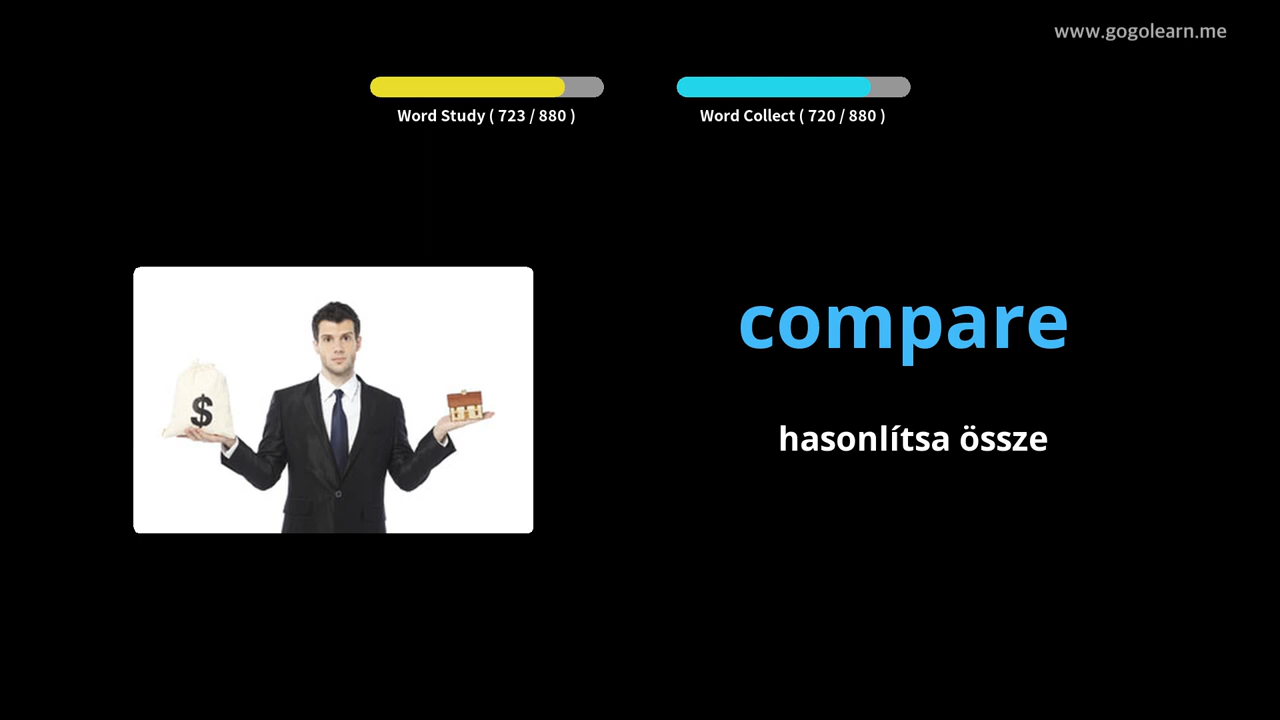 www.gogolearn.me
Word Study ( 723 / 880 )
Word Collect ( 720 / 880 )
compare
hasonlítsa össze
$